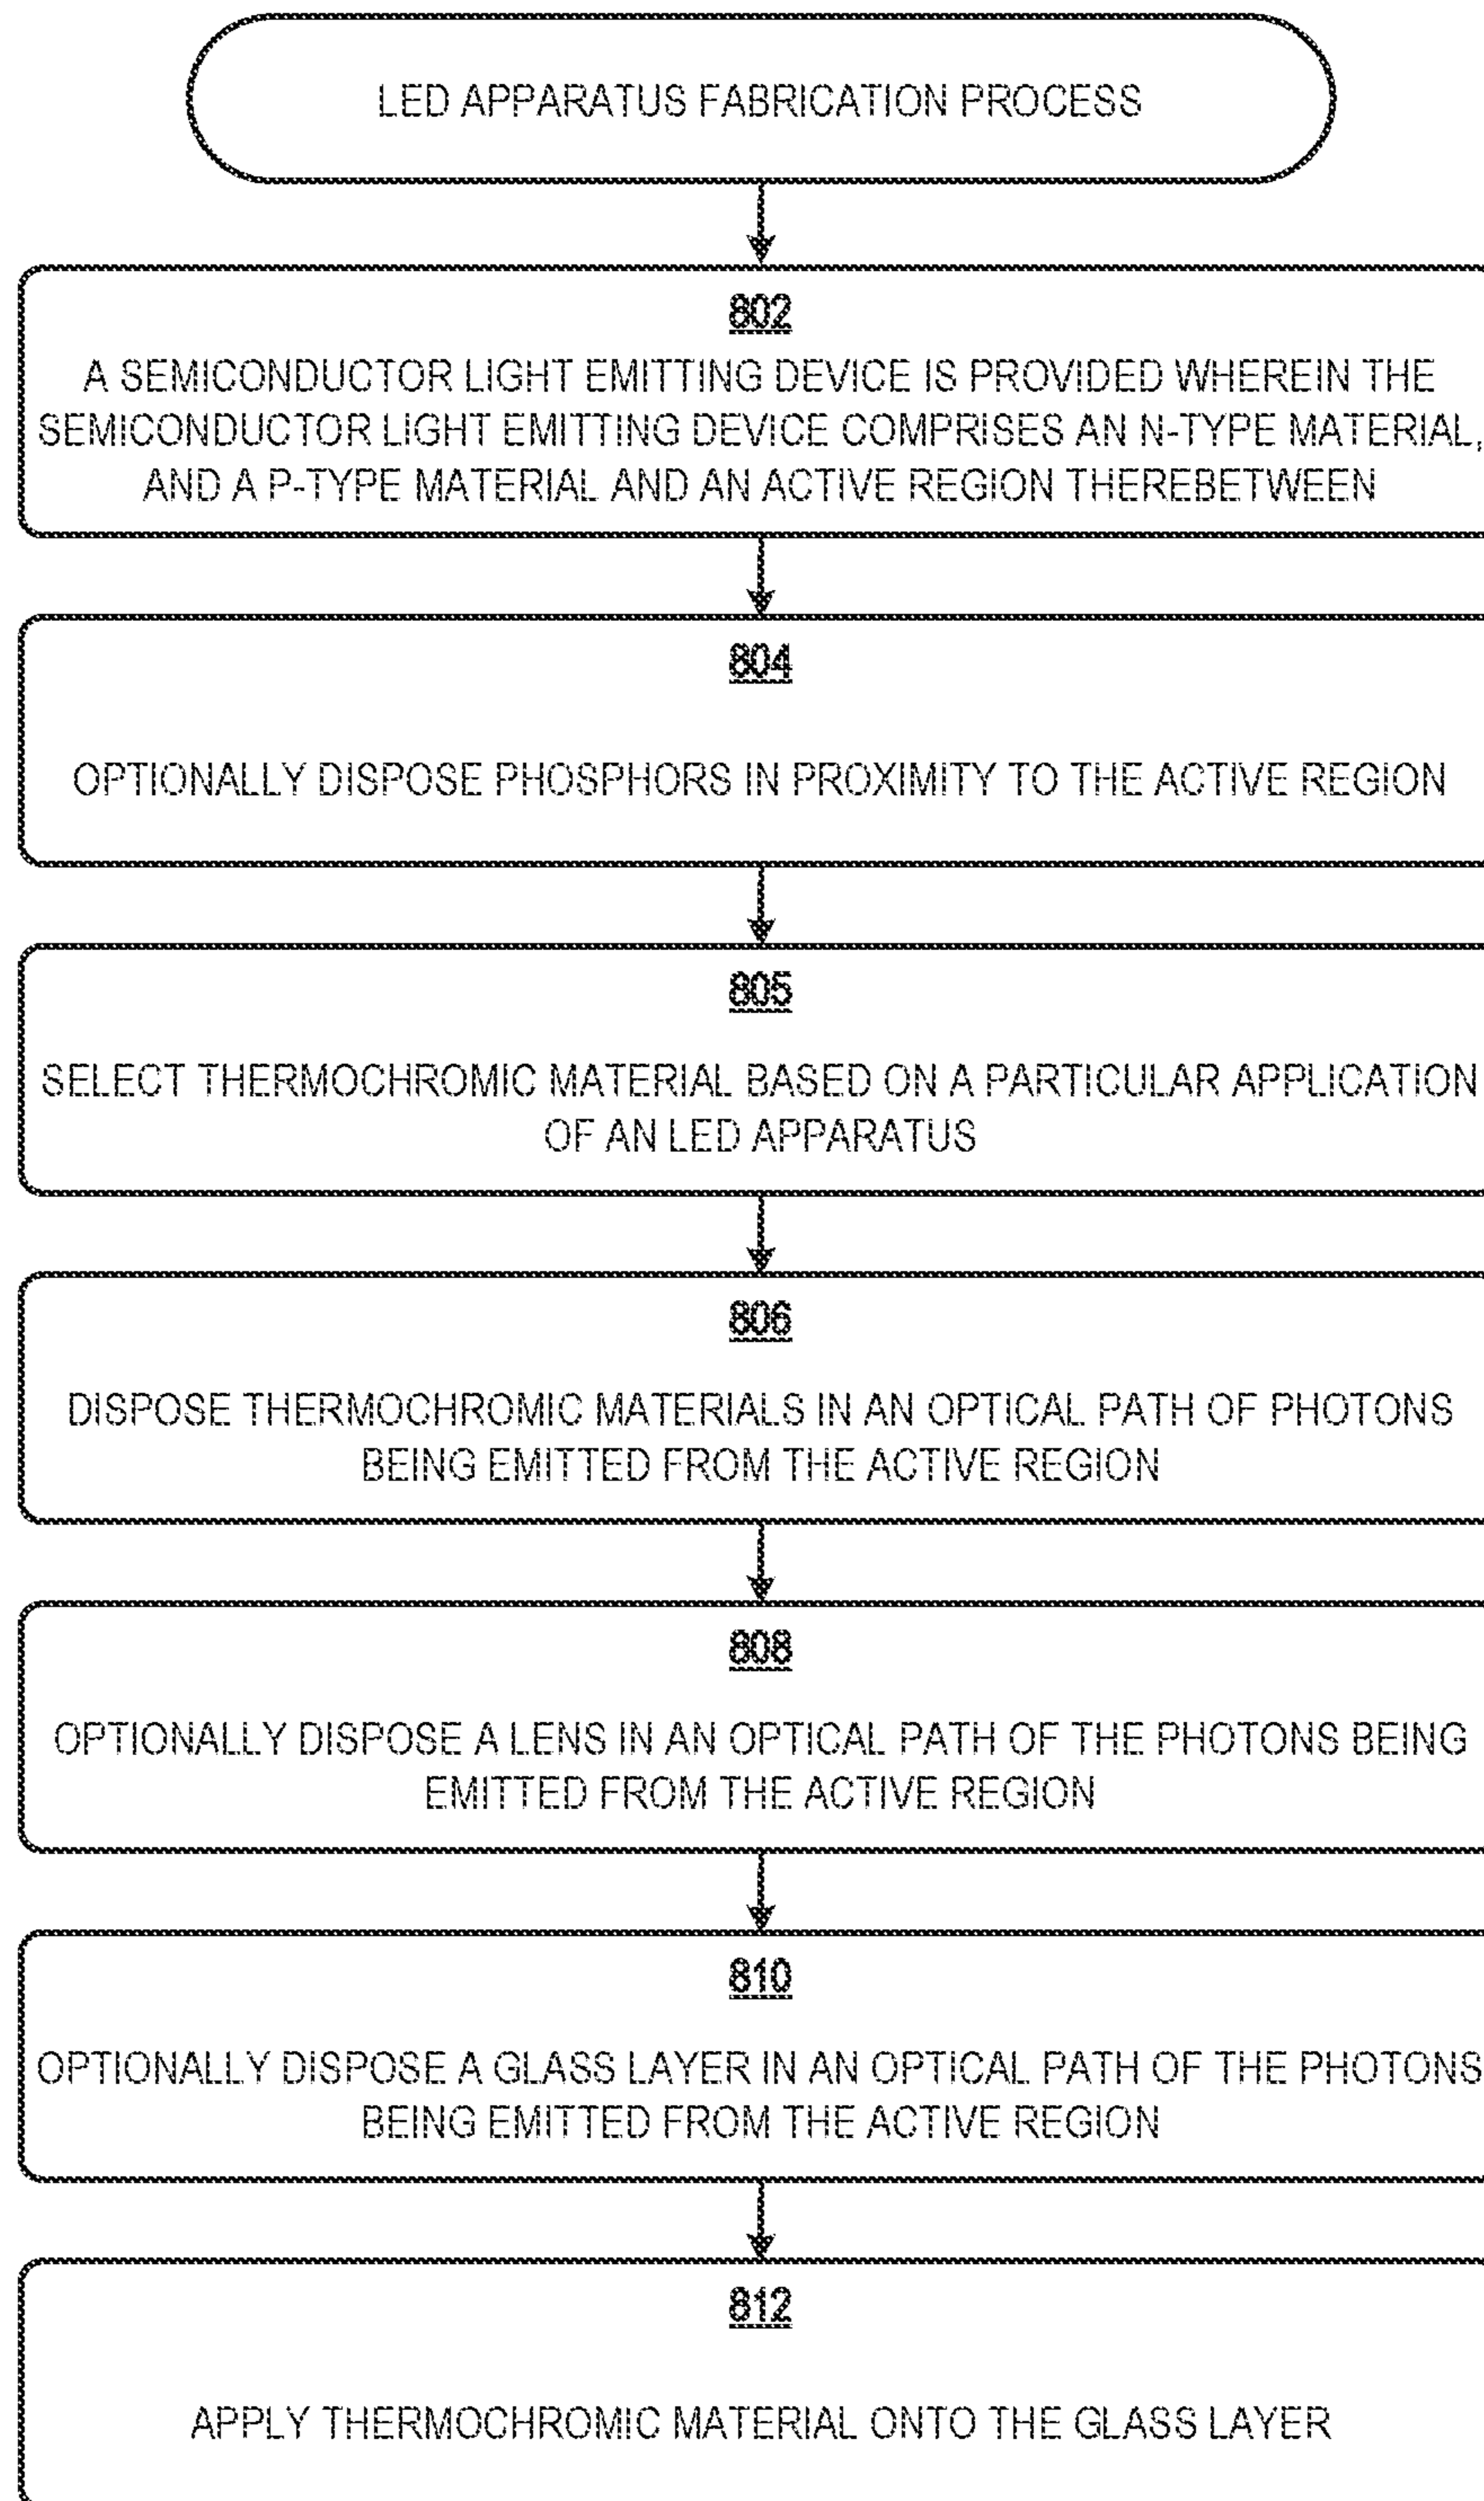 LED APPARATUS FABRICATION PROCESS
802
A SEMICONDUCTOR LIGHT EMITTING DEVICE IS PROVIDED WHEREIN THE
SEMICONDUCTOR LIGHT EMITTING DEVICE COMPRISES AN N-TYPE MATERIAL,
AND A P-TYPE MATERIAL AND AN ACTIVE REGION THEREBETWEEN
804
OPTIONALLY DISPOSE PHOSPHORS IN PROXIMITY TO THE ACTIVE REGION
805
SELECT THERMOCHROMIC MATERIAL BASED ON A PARTICULAR APPLICATION
OF AN LED APPARATUS
806
DISPOSE THERMOCHROMIC MATERIALS IN AN OPTICAL PATH OF PHOTONS
BEING EMITTED FROM THE ACTIVE REGION
808
OPTIONALLY DISPOSE A LENS IN AN OPTICAL PATH OF THE PHOTONS BEING
EMITTED FROM THE ACTIVE REGION
810
OPTIONALLY DISPOSE A GLASS LAYER IN AN OPTICAL PATH OF THE PHOTONS
BEING EMITTED FROM THE ACTIVE REGION
812
APPLY THERMOCHROMIC MATERIAL ONTO THE GLASS LAYER